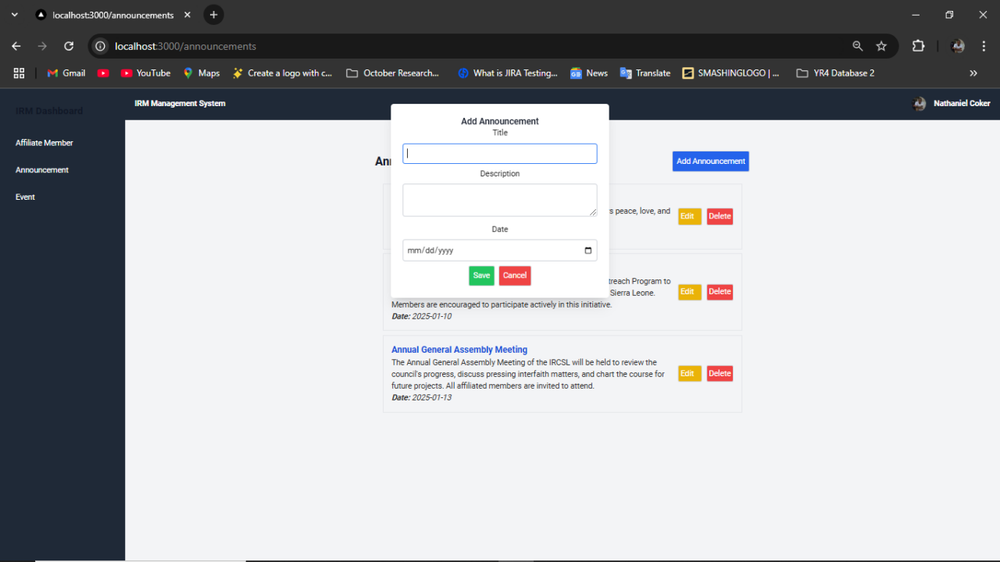 localhost:3000/announcements
localhost:3000/announcements
Gmail
YouTube
Maps
Create a logo with c...
October Research...
What is JIRA Testing...
News
Translate
SMASHINGLOGO | ...
YR4 Database 2
»
IRM Dashboard
Affiliate Member
Announcement
Event
IRM Management System
Nathaniel Coker
Ann
Add Announcement
Add Announcement
Title
Description
Date
mm/dd/yyyy
Save Cancel
peace, love, and
Edit Delete
treach Program to
Sierra Leone.
Members are encouraged to participate actively in this initiative.
Date: 2025-01-10
Edit Delete
Annual General Assembly Meeting
The Annual General Assembly Meeting of the IRCSL will be held to review the
council's progress, discuss pressing interfaith matters, and chart the course for
future projects. All affiliated members are invited to attend.
Date: 2025-01-13
Edit Delete